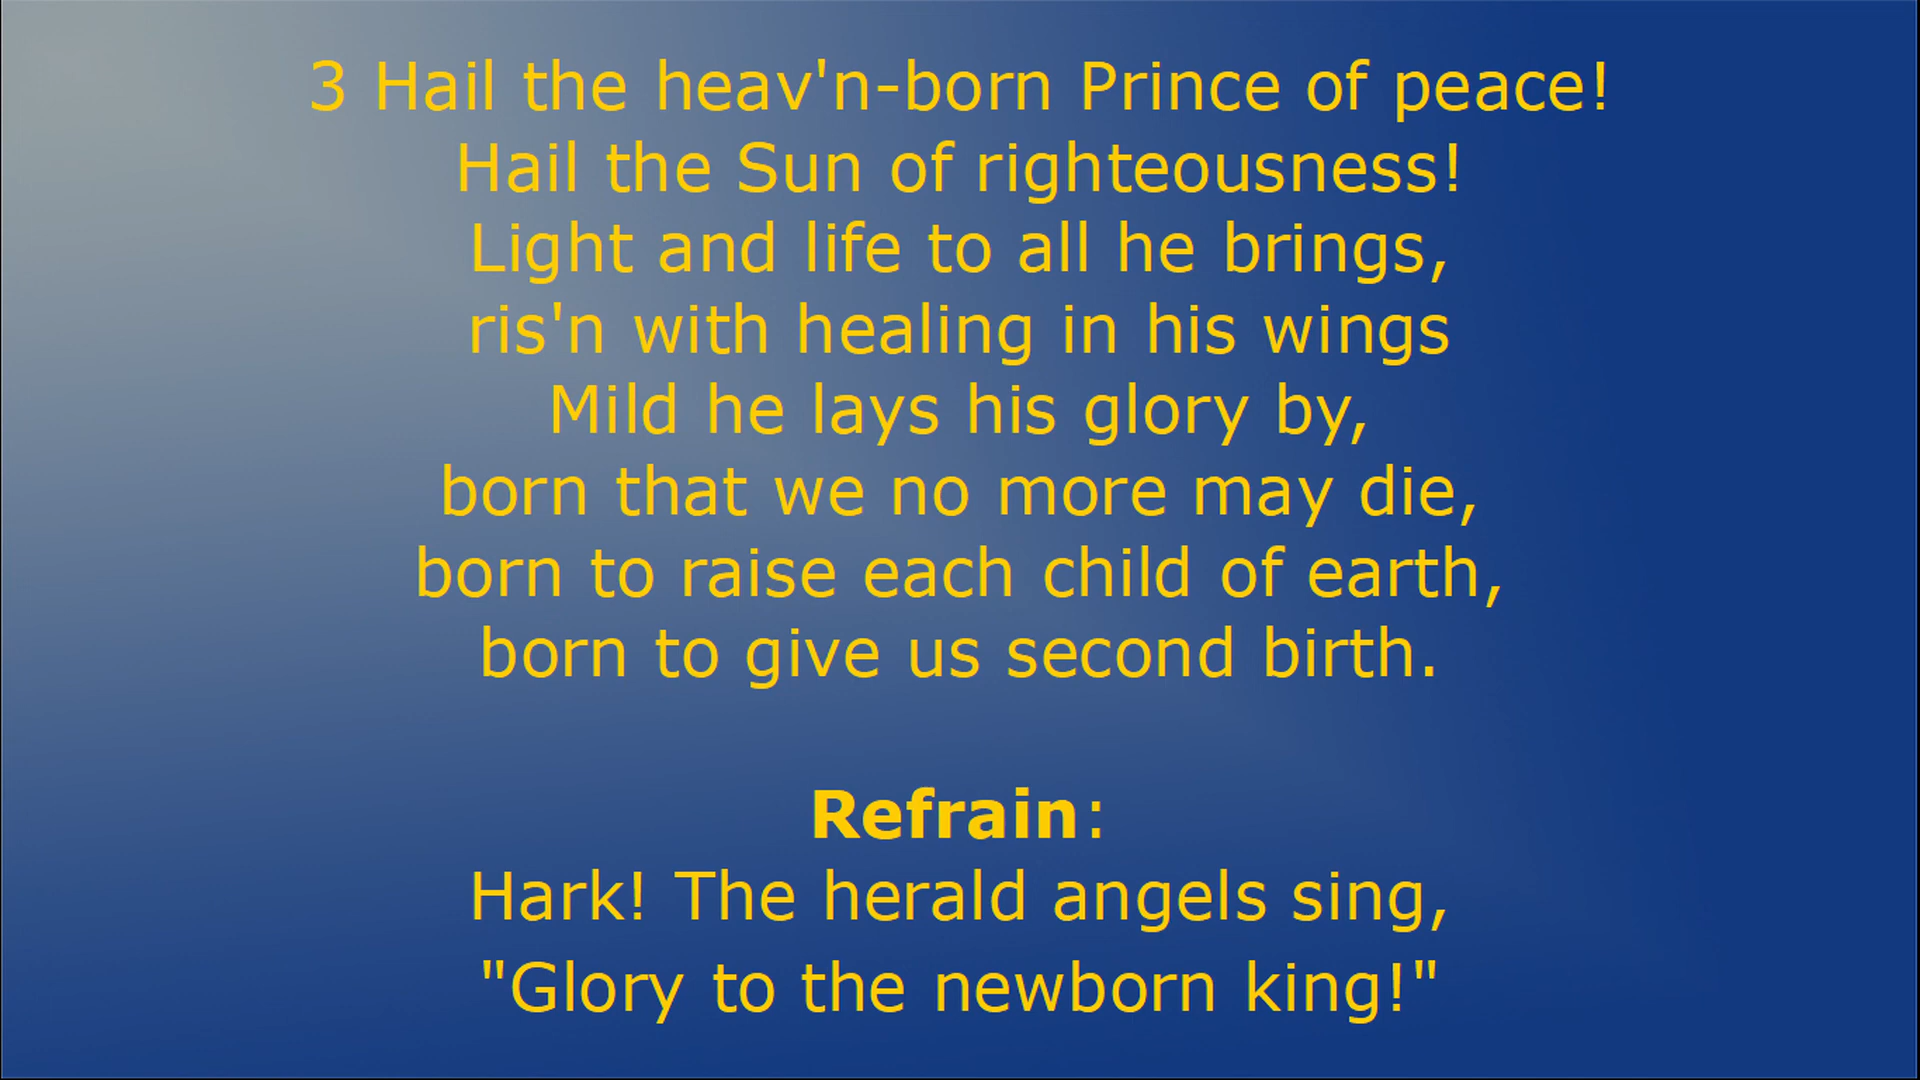 3 Hail the heav'n-born Prince of peace!
Hail the Sun of righteousness!
Light and life to all he brings,
ris'n with healing in his wings
Mild he lays his glory by,
born that we no more may die,
born to raise each child of earth,
born to give us second birth.
Refrain:
Hark! The herald angels sing,
"Glory to the newborn king!"